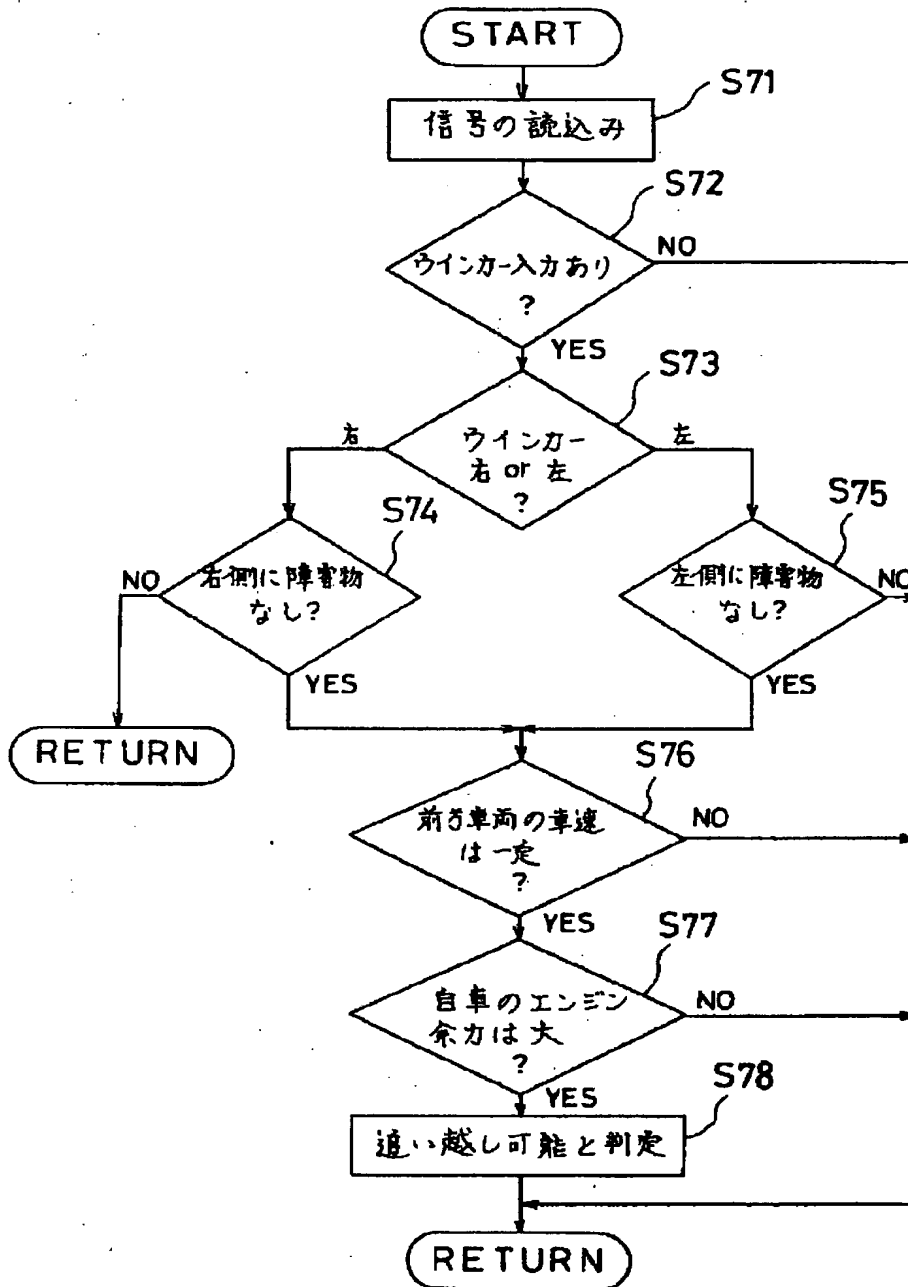 START
S71
信号の読込み
S72
ウインカー入力あり
?
NO
YES
S73
ウインカー
右 or 左
?
右
左
S74
右側に障害物
なし?
NO
YES
RETURN
S75
左側に障害物
なし?
NO
YES
S76
前方車両の車速
は一定
?
NO
YES
S77
自車のエンジン
余力は大
?
NO
YES
S78
追い越し可能と判定
RETURN